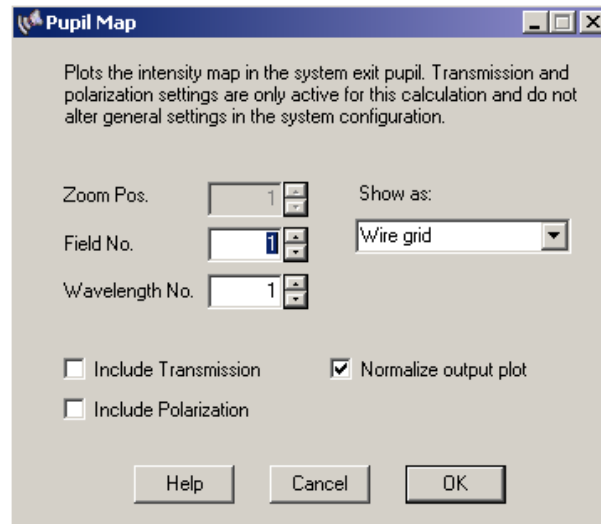 Pupil Map
Plots the intensity map in the system exit pupil. Transmission and
polarization settings are only active for this calculation and do not
alter general settings in the system configuration.
Zoom Pos. 1 Show as:
Field No. 1 Wire grid
Wavelength No. 1
Include Transmission Normalize output plot
Include Polarization
Help Cancel OK